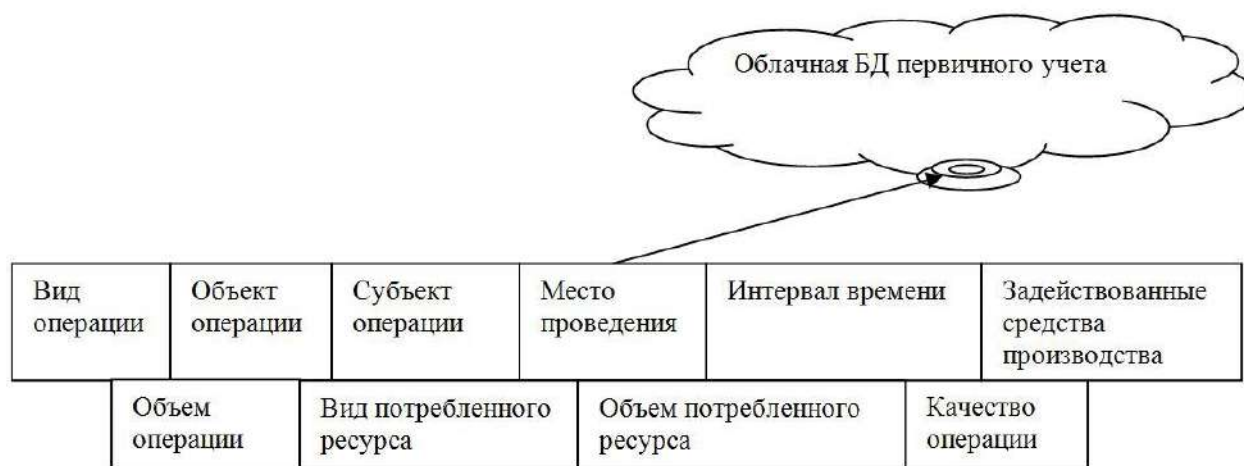 Облачная БД первичного учета
Вид
операции
Объект
операции
Субъект
операции
Место
проведения
Интервал времени
Задействованные
средства
производства
Объем
операции
Вид потребленного
ресурса
Объем потребленного
ресурса
Качество
операции